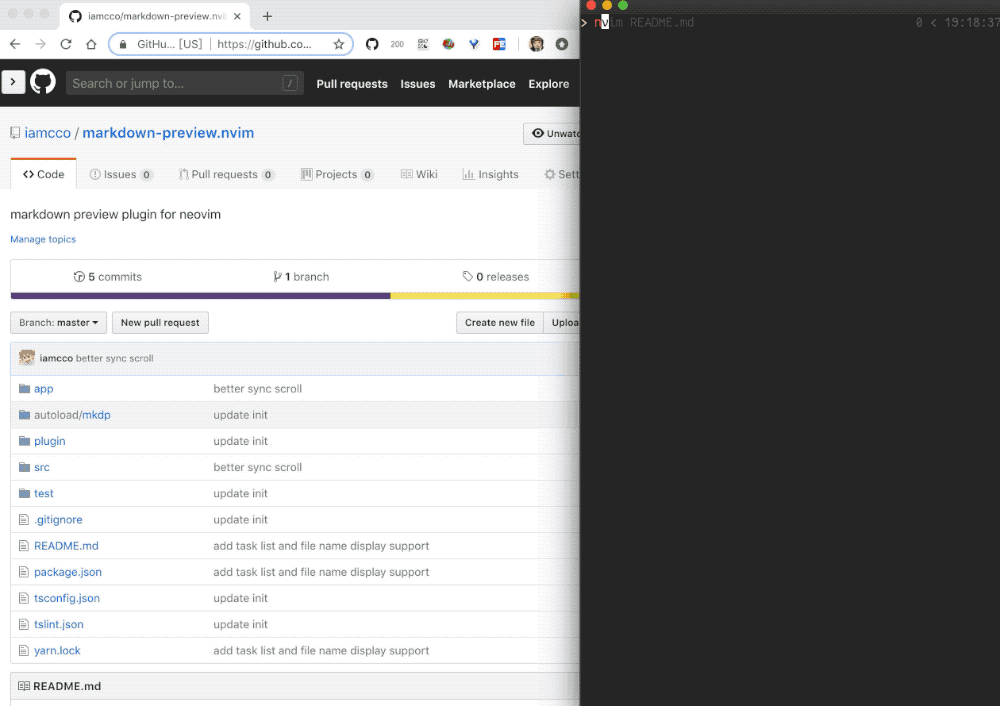 iamcco/markdown-preview.nvi
GitHu... [US] | https://github.co...
200
Search or jump to... /
Pull requests Issues Marketplace Explore
iamcco / markdown-preview.nvim
Unwatc
Code Issues 0 Pull requests 0 Projects 0 Wiki Insights Sett
markdown preview plugin for neovim
Manage topics
5 commits 1 branch 0 releases
Branch: master New pull request Create new file Uploa
iamcco better sync scroll
app better sync scroll
autoload/mkdp update init
plugin update init
src better sync scroll
test update init
.gitignore update init
README.md add task list and file name display support
package.json add task list and file name display support
tsconfig.json update init
tslint.json update init
yarn.lock add task list and file name display support
README.md
> nvim README.md 0 < 19:18:37